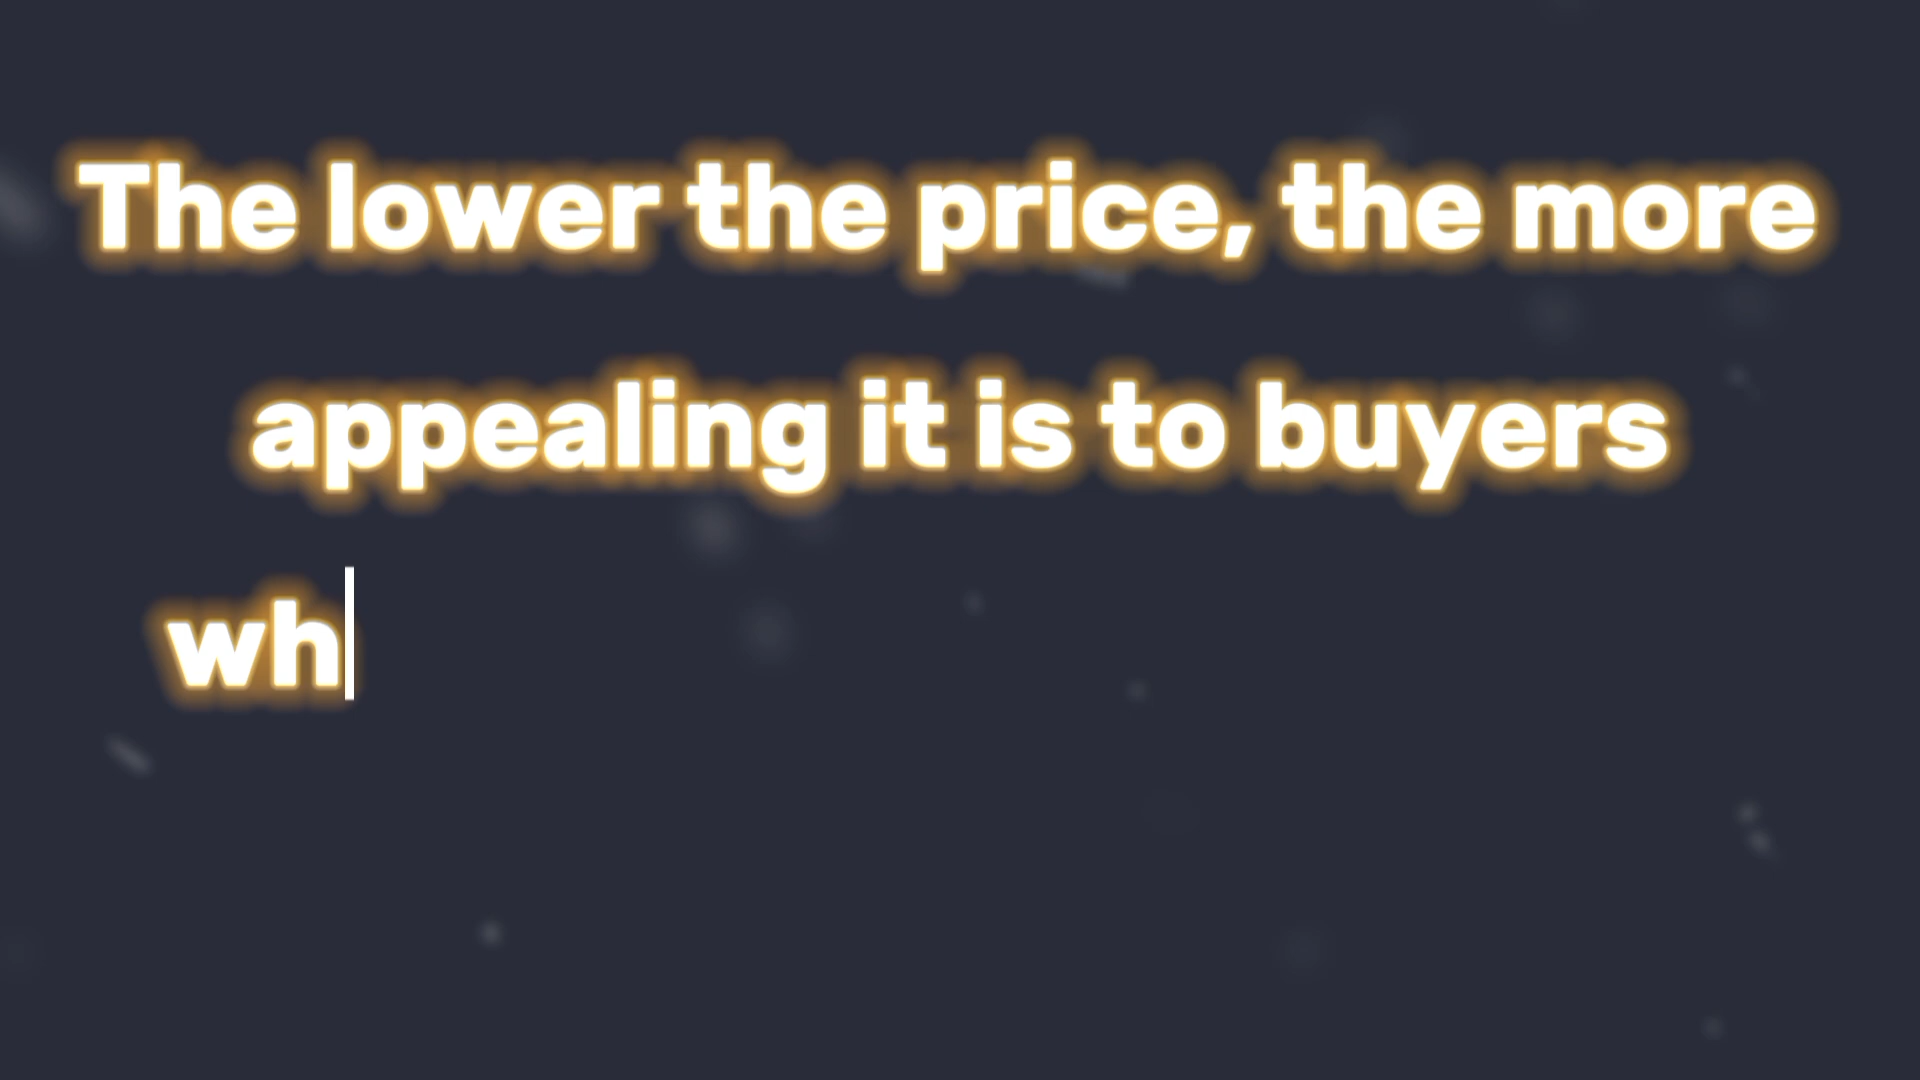 The lower the price, the more
appealing it is to buyers
wh